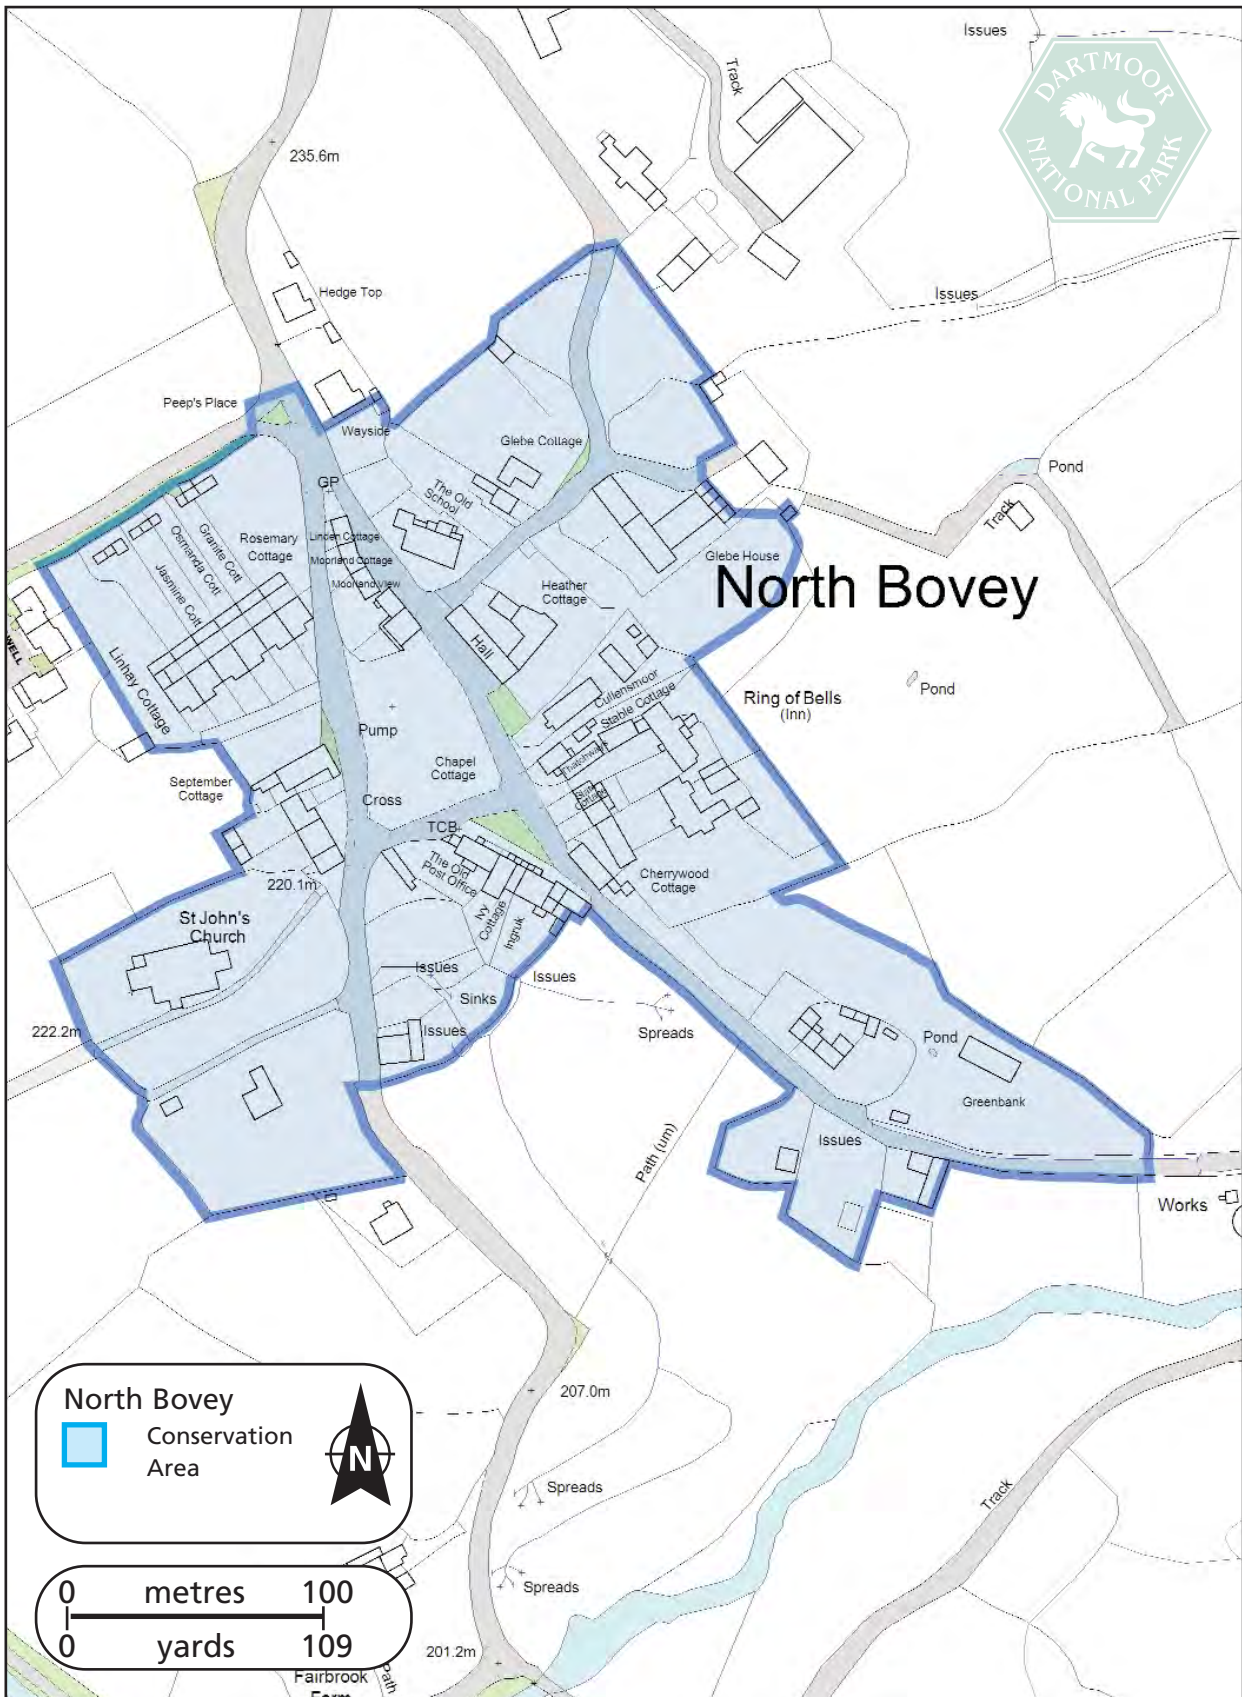 Issues
DARTMOOR
NATIONAL PARK
Track
235.6m
Hedge Top
Issues
Peep's Place
Wayside
Glebe Cottage
GP
The Old
School
Pond
Track
Granite Cott
Osmanda Cott
Jasmine Cott
Rosemary
Cottage
Linden Cottage
Moorland Cottage
Moorland View
Heather
Cottage
Glebe House
North Bovey
WELL
Linhay Cottage
Hall
Cullensmoor
Stable Cottage
Ring of Bells
(Inn)
Pond
Pump
Thatchways
Chapel
Cottage
September
Cottage
Cross
TCB
The Old
Post Office
Cherrywood
Cottage
220.1m
Ivy
Cottage
Ingruk
St John's
Church
Issues
Issues
Sinks
Spreads
222.2m
Issues
Pond
Greenbank
Path (um)
Issues
Works
207.0m
North Bovey
Conservation
Area
N
Spreads
Track
Spreads
0 metres 100
0 yards 109
201.2m
Path
Fairbrook
Farm